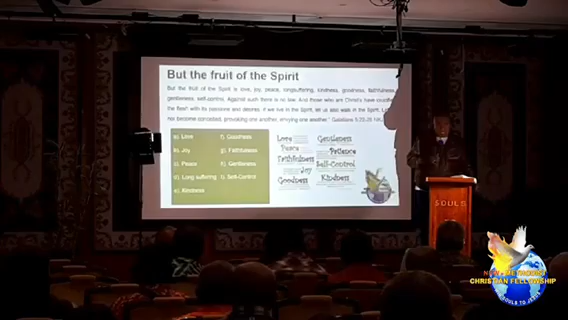 But the fruit of the Spirit
But the fruit of the Spirit is love, joy, peace, longsuffering, kindness, goodness, faithfulness,
gentleness, self-control. Against such there is no law. And those who are Christ's have crucified
the flesh with its passions and desires. If we live in the Spirit, let us also walk in the Spirit. Let
not become conceited, provoking one another, envying one another." Galatians 5:22-26
a) Love
f) Goodness
b) Joy
g) Faithfulness
c) Peace
h) Gentleness
d) Long suffering
i) Self-Control
e) Kindness
Love
Gentleness
Peace
Patience
Faithfulness
Self-Control
Joy
Goodness
Kindness
SOULS
CHRISTIAN FELLOWSHIP